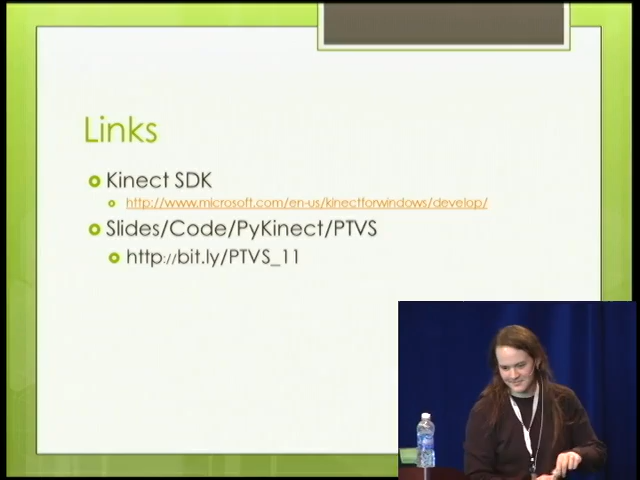 Links
Kinect SDK
http://www.microsoft.com/en-us/kinectforwindows/develop/
Slides/Code/PyKinect/PTVS
http://bit.ly/PTVS_11